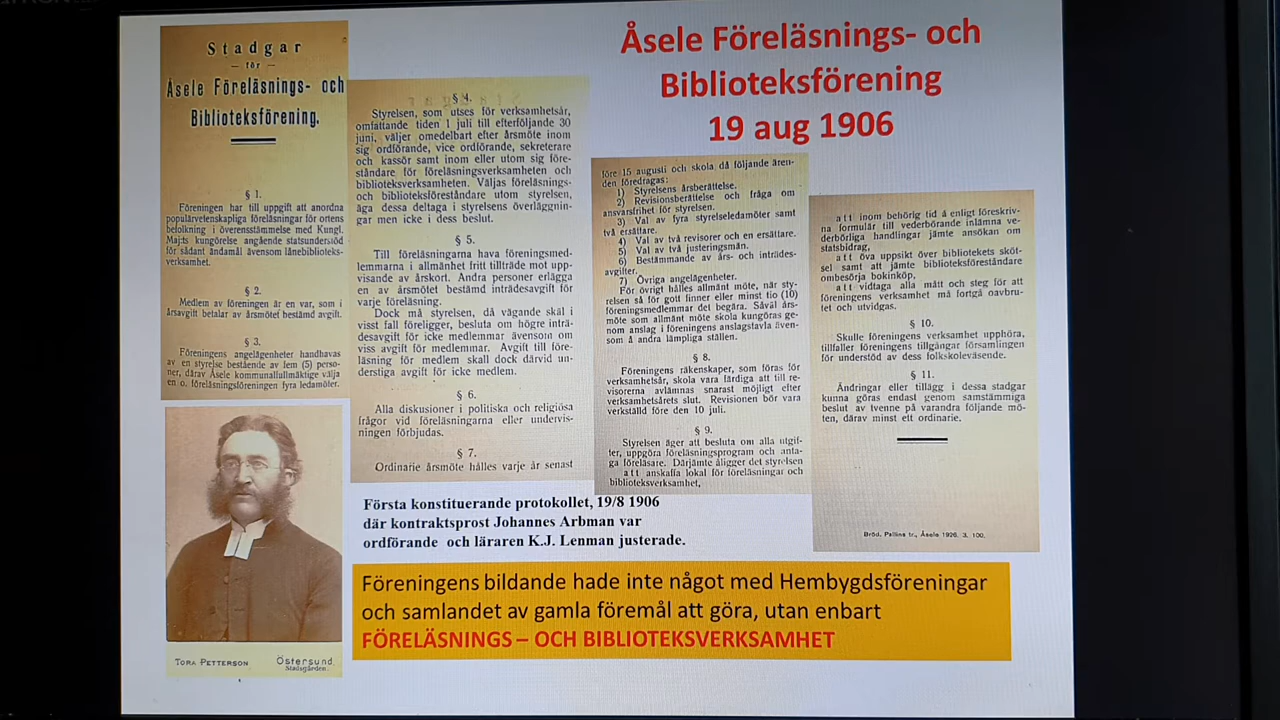 Åsele Föreläsnings- och
Biblioteksförening
19 aug 1906
Stadgar
— för —
Åsele Föreläsnings- och
Biblioteksförening.
§ 1.
Föreningen har till uppgift att anordna
populärvetenskapliga föreläsningar för ortens
befolkning i överensstämmelse med Kungl.
Maj:ts kungörelse angående statsunderstöd
för sådant ändamål ävensom lånebiblioteks-
verksamhet.
§ 2.
Medlem av föreningen är en var, som i
årsavgift betalar av årsmötet bestämd avgift.
§ 3.
Föreningens angelägenheter handhavas
av en styrelse bestående av fem (5) perso-
ner, därav Åsele kommunalfullmäktige välja
en o. föreläsningsföreningen fyra ledamöter.
§ 4.
Styrelsen, som utses för verksamhetsår,
omfattande tiden 1 juli till efterföljande 30
juni, väljer omedelbart efter årsmöte inom
sig ordförande, vice ordförande, sekreterare
och kassör samt inom eller utom sig före-
ståndare för föreläsningsverksamheten och
biblioteksverksamheten. Väljas föreläsnings-
och biblioteksföreståndare utom styrelsen,
äga dessa deltaga i styrelsens överläggnin-
gar men icke i dess beslut.
§ 5.
Till föreläsningarna hava föreningsmed-
lemmarna i allmänhet fritt tillträde mot upp-
visande av årskort. Andra personer erlägga
en av årsmötet bestämd inträdesavgift för
varje föreläsning.
Dock må styrelsen, då vägande skäl i
visst fall föreligger, besluta om högre inträ-
desavgift för icke medlemmar ävensom om
viss avgift för medlemmar. Avgift till före-
läsning för medlem skall dock därvid un-
derstiga avgift för icke medlem.
§ 6.
Alla diskusioner i politiska och religiösa
frågor vid föreläsningarna eller undervis-
ningen förbjudas.
§ 7.
Ordinarie årsmöte hålles varje år senast
före 15 augusti och skola då följande ären-
den föredragas:
1) Styrelsens årsberättelse.
2) Revisionsberättelse och fråga om
ansvarsfrihet för styrelsen.
3) Val av fyra styrelseledamöter samt
två ersättare.
4) Val av två revisorer och en ersättare.
5) Val av två justeringsmän.
6) Bestämmande av års- och inträdes-
avgifter.
7) Övriga angelägenheter.
För övrigt hålles allmänt möte, när sty-
relsen så för gott finner eller minst tio (10)
föreningsmedlemmar det begära. Såväl års-
möte som allmänt möte skola kungöras ge-
nom anslag i föreningens anslagstavla även-
som å andra lämpliga ställen.
§ 8.
Föreningens räkenskaper, som föras för
verksamhetsår, skola vara färdiga att till re-
visorerna avlämnas snarast möjligt efter
verksamhetsårets slut. Revisionen bör vara
verkställd före den 10 juli.
§ 9.
Styrelsen äger att besluta om alla utgif-
ter, uppgöra föreläsningsprogram och anta-
ga föreläsare. Därjämte åligger det styrelsen
att anskaffa lokal för föreläsningar och
biblioteksverksamhet,
att inom behörig tid å enligt föreskriv-
na formulär till vederbörande inlämna ve-
derbörliga handlingar jämte ansökan om
statsbidrag,
att öva uppsikt över bibliotekets sköt-
sel samt att jämte biblioteksföreståndare
ombesörja bokinköp,
att vidtaga alla mått och steg för att
föreningens verksamhet må fortgå oavbru-
tet och utvidgas.
§ 10.
Skulle föreningens verksamhet upphöra,
tillfaller föreningens tillgångar församlingen
för understöd av dess folkskoleväsende.
§ 11.
Ändringar eller tillägg i dessa stadgar
kunna göras endast genom samstämmiga
beslut av tvenne på varandra följande mö-
ten, därav minst ett ordinarie.
Bröd. Pallins tr., Åsele 1926. 3. 100.
Första konstituerande protokollet, 19/8 1906
där kontraktsprost Johannes Arbman var
ordförande och läraren K.J. Lenman justerade.
Föreningens bildande hade inte något med Hembygdsföreningar
och samlandet av gamla föremål att göra, utan enbart
FÖRELÄSNINGS – OCH BIBLIOTEKSVERKSAMHET
TORA PETTERSON Östersund.
Stadsgården.